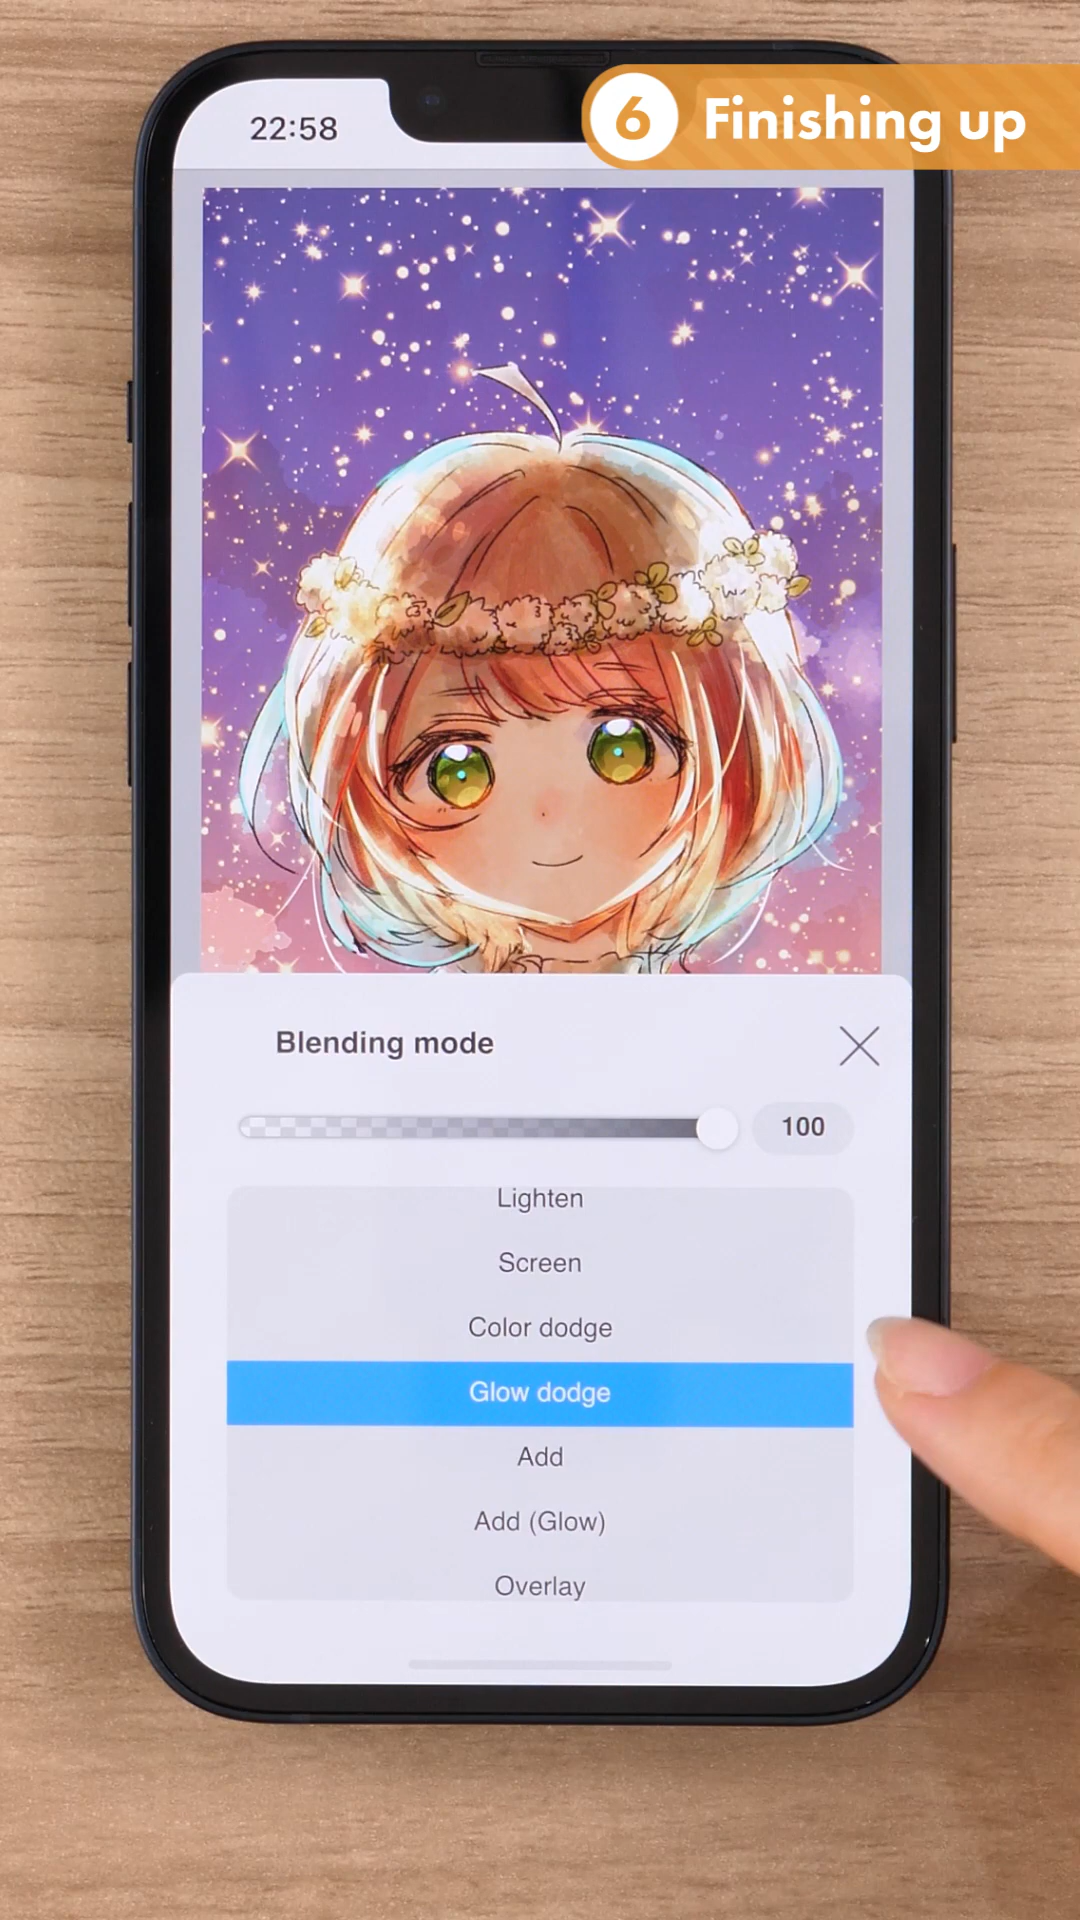 22:58
6 Finishing up
Blending mode
100
Lighten
Screen
Color dodge
Glow dodge
Add
Add (Glow)
Overlay